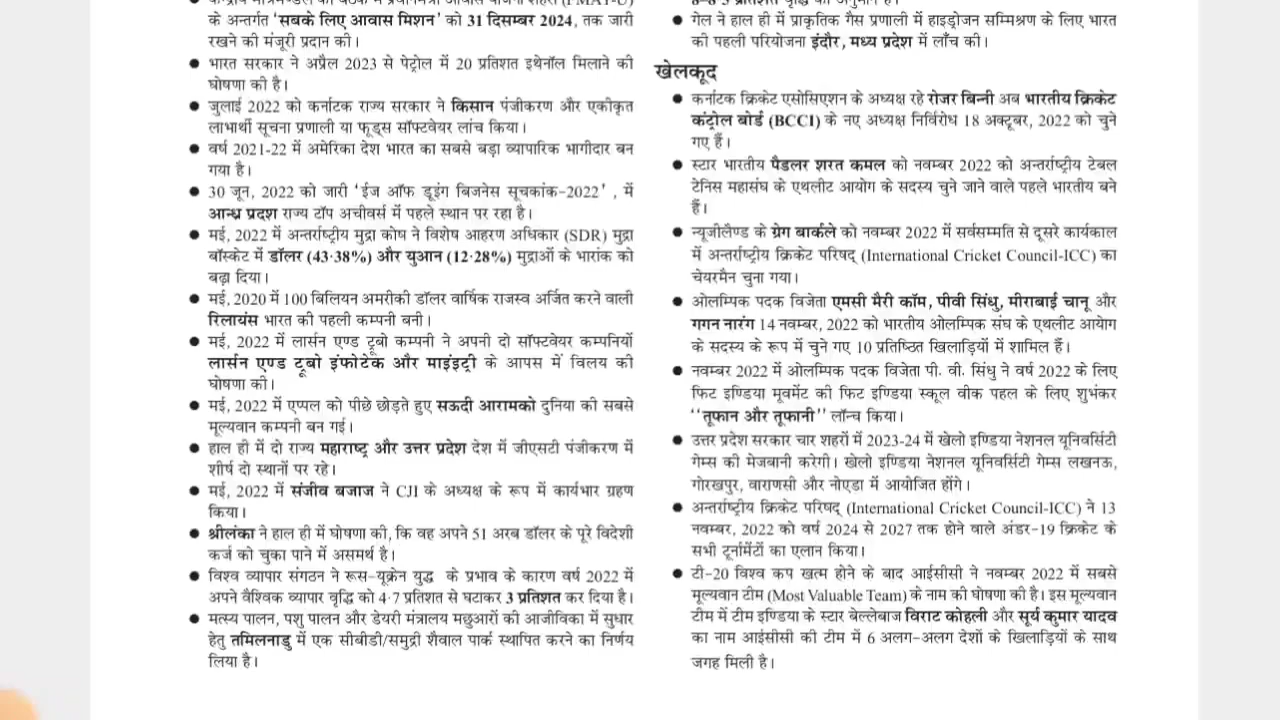 के अन्तर्गत ‘सबके लिए आवास मिशन’ को 31 दिसम्बर 2024, तक जारी
रखने की मंजूरी प्रदान की।
● भारत सरकार ने अप्रैल 2023 से पेट्रोल में 20 प्रतिशत इथेनॉल मिलाने की
घोषणा की है।
● जुलाई 2022 को कर्नाटक राज्य सरकार ने किसान पंजीकरण और एकीकृत
लाभार्थी सूचना प्रणाली या फ्रूड्स सॉफ्टवेयर लांच किया।
● वर्ष 2021-22 में अमेरिका देश भारत का सबसे बड़ा व्यापारिक भागीदार बन
गया है।
● 30 जून, 2022 को जारी ‘ईज ऑफ डूइंग बिजनेस सूचकांक-2022’, में
आन्ध्र प्रदश राज्य टॉप अचीवर्स में पहले स्थान पर रहा है।
● मई, 2022 में अन्तर्राष्ट्रीय मुद्रा कोष ने विशेष आहरण अधिकार (SDR) मुद्रा
बॉस्केट में डॉलर (43·38%) और युआन (12·28%) मुद्राओं के भारांक को
बढ़ा दिया।
● मई, 2020 में 100 बिलियन अमरीकी डॉलर वार्षिक राजस्व अर्जित करने वाली
रिलायंस भारत की पहली कम्पनी बनी।
● मई, 2022 में लार्सन एण्ड ट्रूबो कम्पनी ने अपनी दो सॉफ्टवेयर कम्पनियों
लार्सन एण्ड टूबो इंफोटेक और माइंइट्री के आपस में विलय की
घोषणा की।
● मई, 2022 में एप्पल को पीछे छोड़ते हुए सऊदी आरामको दुनिया की सबसे
मूल्यवान कम्पनी बन गई।
● हाल ही में दो राज्य महाराष्ट्र और उत्तर प्रदेश देश में जीएसटी पंजीकरण में
शीर्ष दो स्थानों पर रहे।
● मई, 2022 में संजीव बजाज ने CJI के अध्यक्ष के रूप में कार्यभार ग्रहण
किया।
● श्रीलंका ने हाल ही में घोषणा की, कि वह अपने 51 अरब डॉलर के पूरे विदेशी
कर्ज को चुका पाने में असमर्थ है।
● विश्व व्यापार संगठन ने रूस-यूक्रेन युद्ध के प्रभाव के कारण वर्ष 2022 में
अपने वैश्विक व्यापार वृद्धि को 4·7 प्रतिशत से घटाकर 3 प्रतिशत कर दिया है।
● मत्स्य पालन, पशु पालन और डेयरी मंत्रालय मछुआरों की आजीविका में सुधार
हेतु तमिलनाडु में एक सीबीडी/समुद्री शैवाल पार्क स्थापित करने का निर्णय
लिया है।
● गेल ने हाल ही में प्राकृतिक गैस प्रणाली में हाइड्रोजन सम्मिश्रण के लिए भारत
की पहली परियोजना इंदौर, मध्य प्रदेश में लाँच की।
खेलकूद
● कर्नाटक क्रिकेट एसोसिएशन के अध्यक्ष रहे रोजर बिन्नी अब भारतीय क्रिकेट
कंट्रोल बोर्ड (BCCI) के नए अध्यक्ष निर्विरोध 18 अक्टूबर, 2022 को चुने
गए हैं।
● स्टार भारतीय पैडलर शरत कमल को नवम्बर 2022 को अन्तर्राष्ट्रीय टेबल
टेनिस महासंघ के एथलीट आयोग के सदस्य चुने जाने वाले पहले भारतीय बने
हैं।
● न्यूजीलैण्ड के ग्रेग बार्कले को नवम्बर 2022 में सर्वसम्मति से दूसरे कार्यकाल
में अन्तर्राष्ट्रीय क्रिकेट परिषद् (International Cricket Council-ICC) का
चेयरमैन चुना गया।
● ओलम्पिक पदक विजेता एमसी मैरी कॉम, पीवी सिंधु, मीराबाई चानू और
गगन नारंग 14 नवम्बर, 2022 को भारतीय ओलम्पिक संघ के एथलीट आयोग
के सदस्य के रूप में चुने गए 10 प्रतिष्ठित खिलाड़ियों में शामिल हैं।
● नवम्बर 2022 में ओलम्पिक पदक विजेता पी. वी. सिंधु ने वर्ष 2022 के लिए
फिट इण्डिया मूवमेंट की फिट इण्डिया स्कूल वीक पहल के लिए शुभंकर
‘‘तूफान और तूफानी’’ लॉन्च किया।
● उत्तर प्रदेश सरकार चार शहरों में 2023-24 में खेलो इण्डिया नेशनल यूनिवर्सिटी
गेम्स की मेजबानी करेगी। खेलो इण्डिया नेशनल यूनिवर्सिटी गेम्स लखनऊ,
गोरखपुर, वाराणसी और नोएडा में आयोजित होंगे।
● अन्तर्राष्ट्रीय क्रिकेट परिषद् (International Cricket Council-ICC) ने 13
नवम्बर, 2022 को वर्ष 2024 से 2027 तक होने वाले अंडर-19 क्रिकेट के
सभी टूर्नामेंटों का एलान किया।
● टी-20 विश्व कप खत्म होने के बाद आईसीसी ने नवम्बर 2022 में सबसे
मूल्यवान टीम (Most Valuable Team) के नाम की घोषणा की है। इस मूल्यवान
टीम में टीम इण्डिया के स्टार बेल्लेबाज विराट कोहली और सूर्य कुमार यादव
का नाम आईसीसी की टीम में 6 अलग-अलग देशों के खिलाड़ियों के साथ
जगह मिली है।